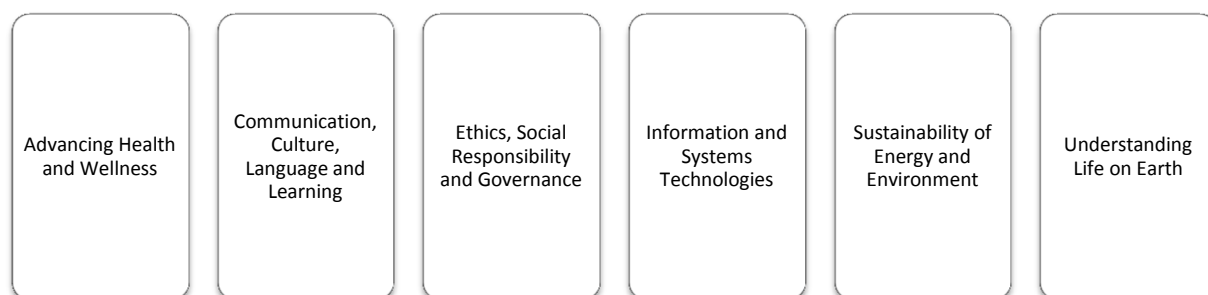 Advancing Health
and Wellness
Communication,
Culture,
Language and
Learning
Ethics, Social
Responsibility
and Governance
Information and
Systems
Technologies
Sustainability of
Energy and
Environment
Understanding
Life on Earth